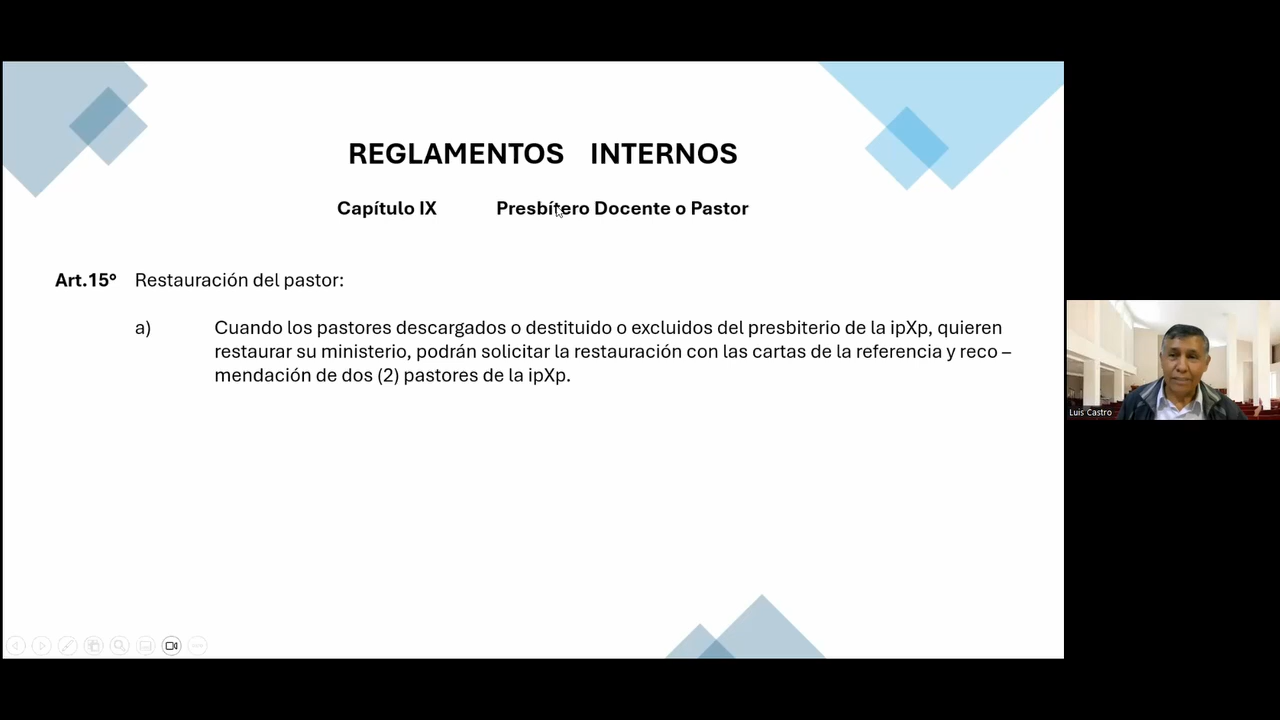 REGLAMENTOS INTERNOS
Capítulo IX Presbítero Docente o Pastor
Art.15° Restauración del pastor:
a) Cuando los pastores descargados o destituido o excluidos del presbiterio de la ipXp, quieren
restaurar su ministerio, podrán solicitar la restauración con las cartas de la referencia y reco –
mendación de dos (2) pastores de la ipXp.
Luis Castro